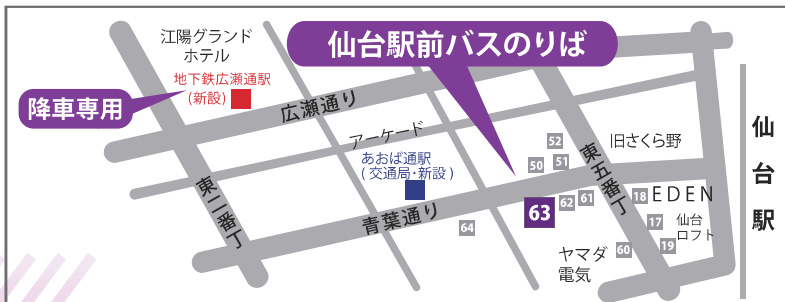 江陽グランド
ホテル
地下鉄広瀬通駅
(新設)
降車専用
仙台駅前バスのりば
広瀬通り
アーケード
あおば通駅
(交通局・新設)
青葉通り
東二番丁
東五番丁
旧さくら野
52
51
50
63
62
61
64
18
EDEN
17
仙台
ロフト
19
60
ヤマダ
電気
仙台駅